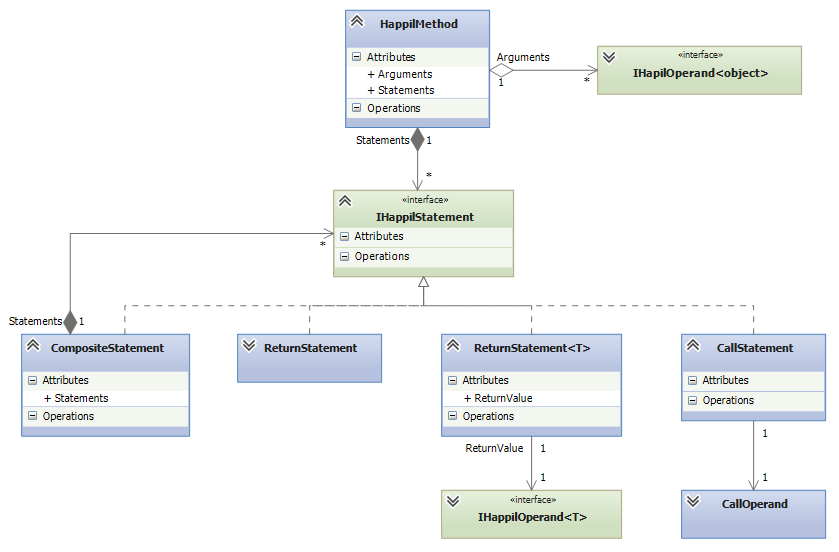 HappilMethod
Attributes
+ Arguments
+ Statements
Operations
Arguments
1
*
«interface»
IHapilOperand<object>
Statements
1
*
«interface»
IHappilStatement
Attributes
Operations
*
Statements
1
CompositeStatement
Attributes
+ Statements
Operations
ReturnStatement
ReturnStatement<T>
Attributes
+ ReturnValue
Operations
CallStatement
Attributes
Operations
ReturnValue
1
1
1
1
«interface»
IHappilOperand<T>
CallOperand